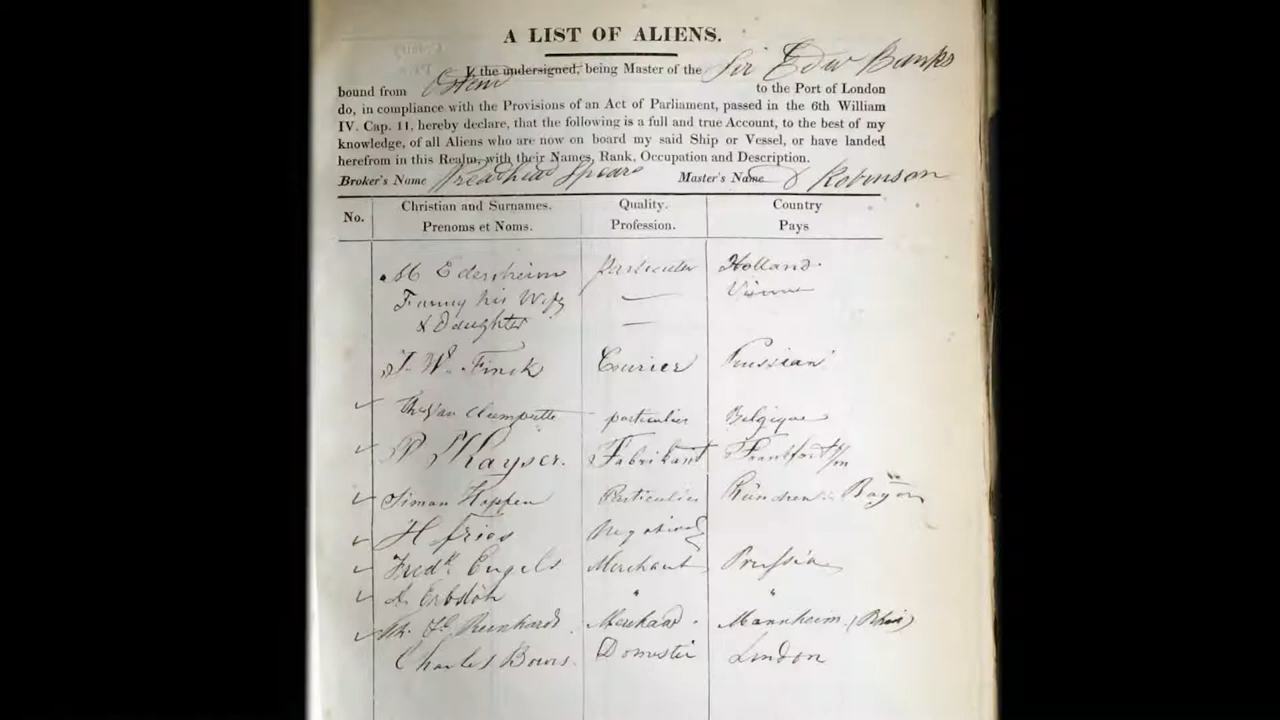 A LIST OF ALIENS.
I, the undersigned, being Master of the Sir Edw Banks
bound from Ostend to the Port of London
do, in compliance with the Provisions of an Act of Parliament, passed in the 6th William
IV. Cap. 11, hereby declare, that the following is a full and true Account, to the best of my
knowledge, of all Aliens who are now on board my said Ship or Vessel, or have landed
herefrom in this Realm, with their Names, Rank, Occupation and Description.
Broker's Name Spears Master's Name Robinson
No. Christian and Surnames. Quality. Country
Prenoms et Noms. Profession. Pays
M Edersheim particulier Holland
Fanny his Wife —
& Daughter —
J. W. Finck Courier Prussian
particulier Belgique
P Kayser. Fabrikant Frankfort a/m
Simon Particulier München Bayern
H fries
Fredk. Engels Merchant Prussia
A. " "
Reinhardt Merchand. Mannheim. (Rhin)
Charles Domestic London